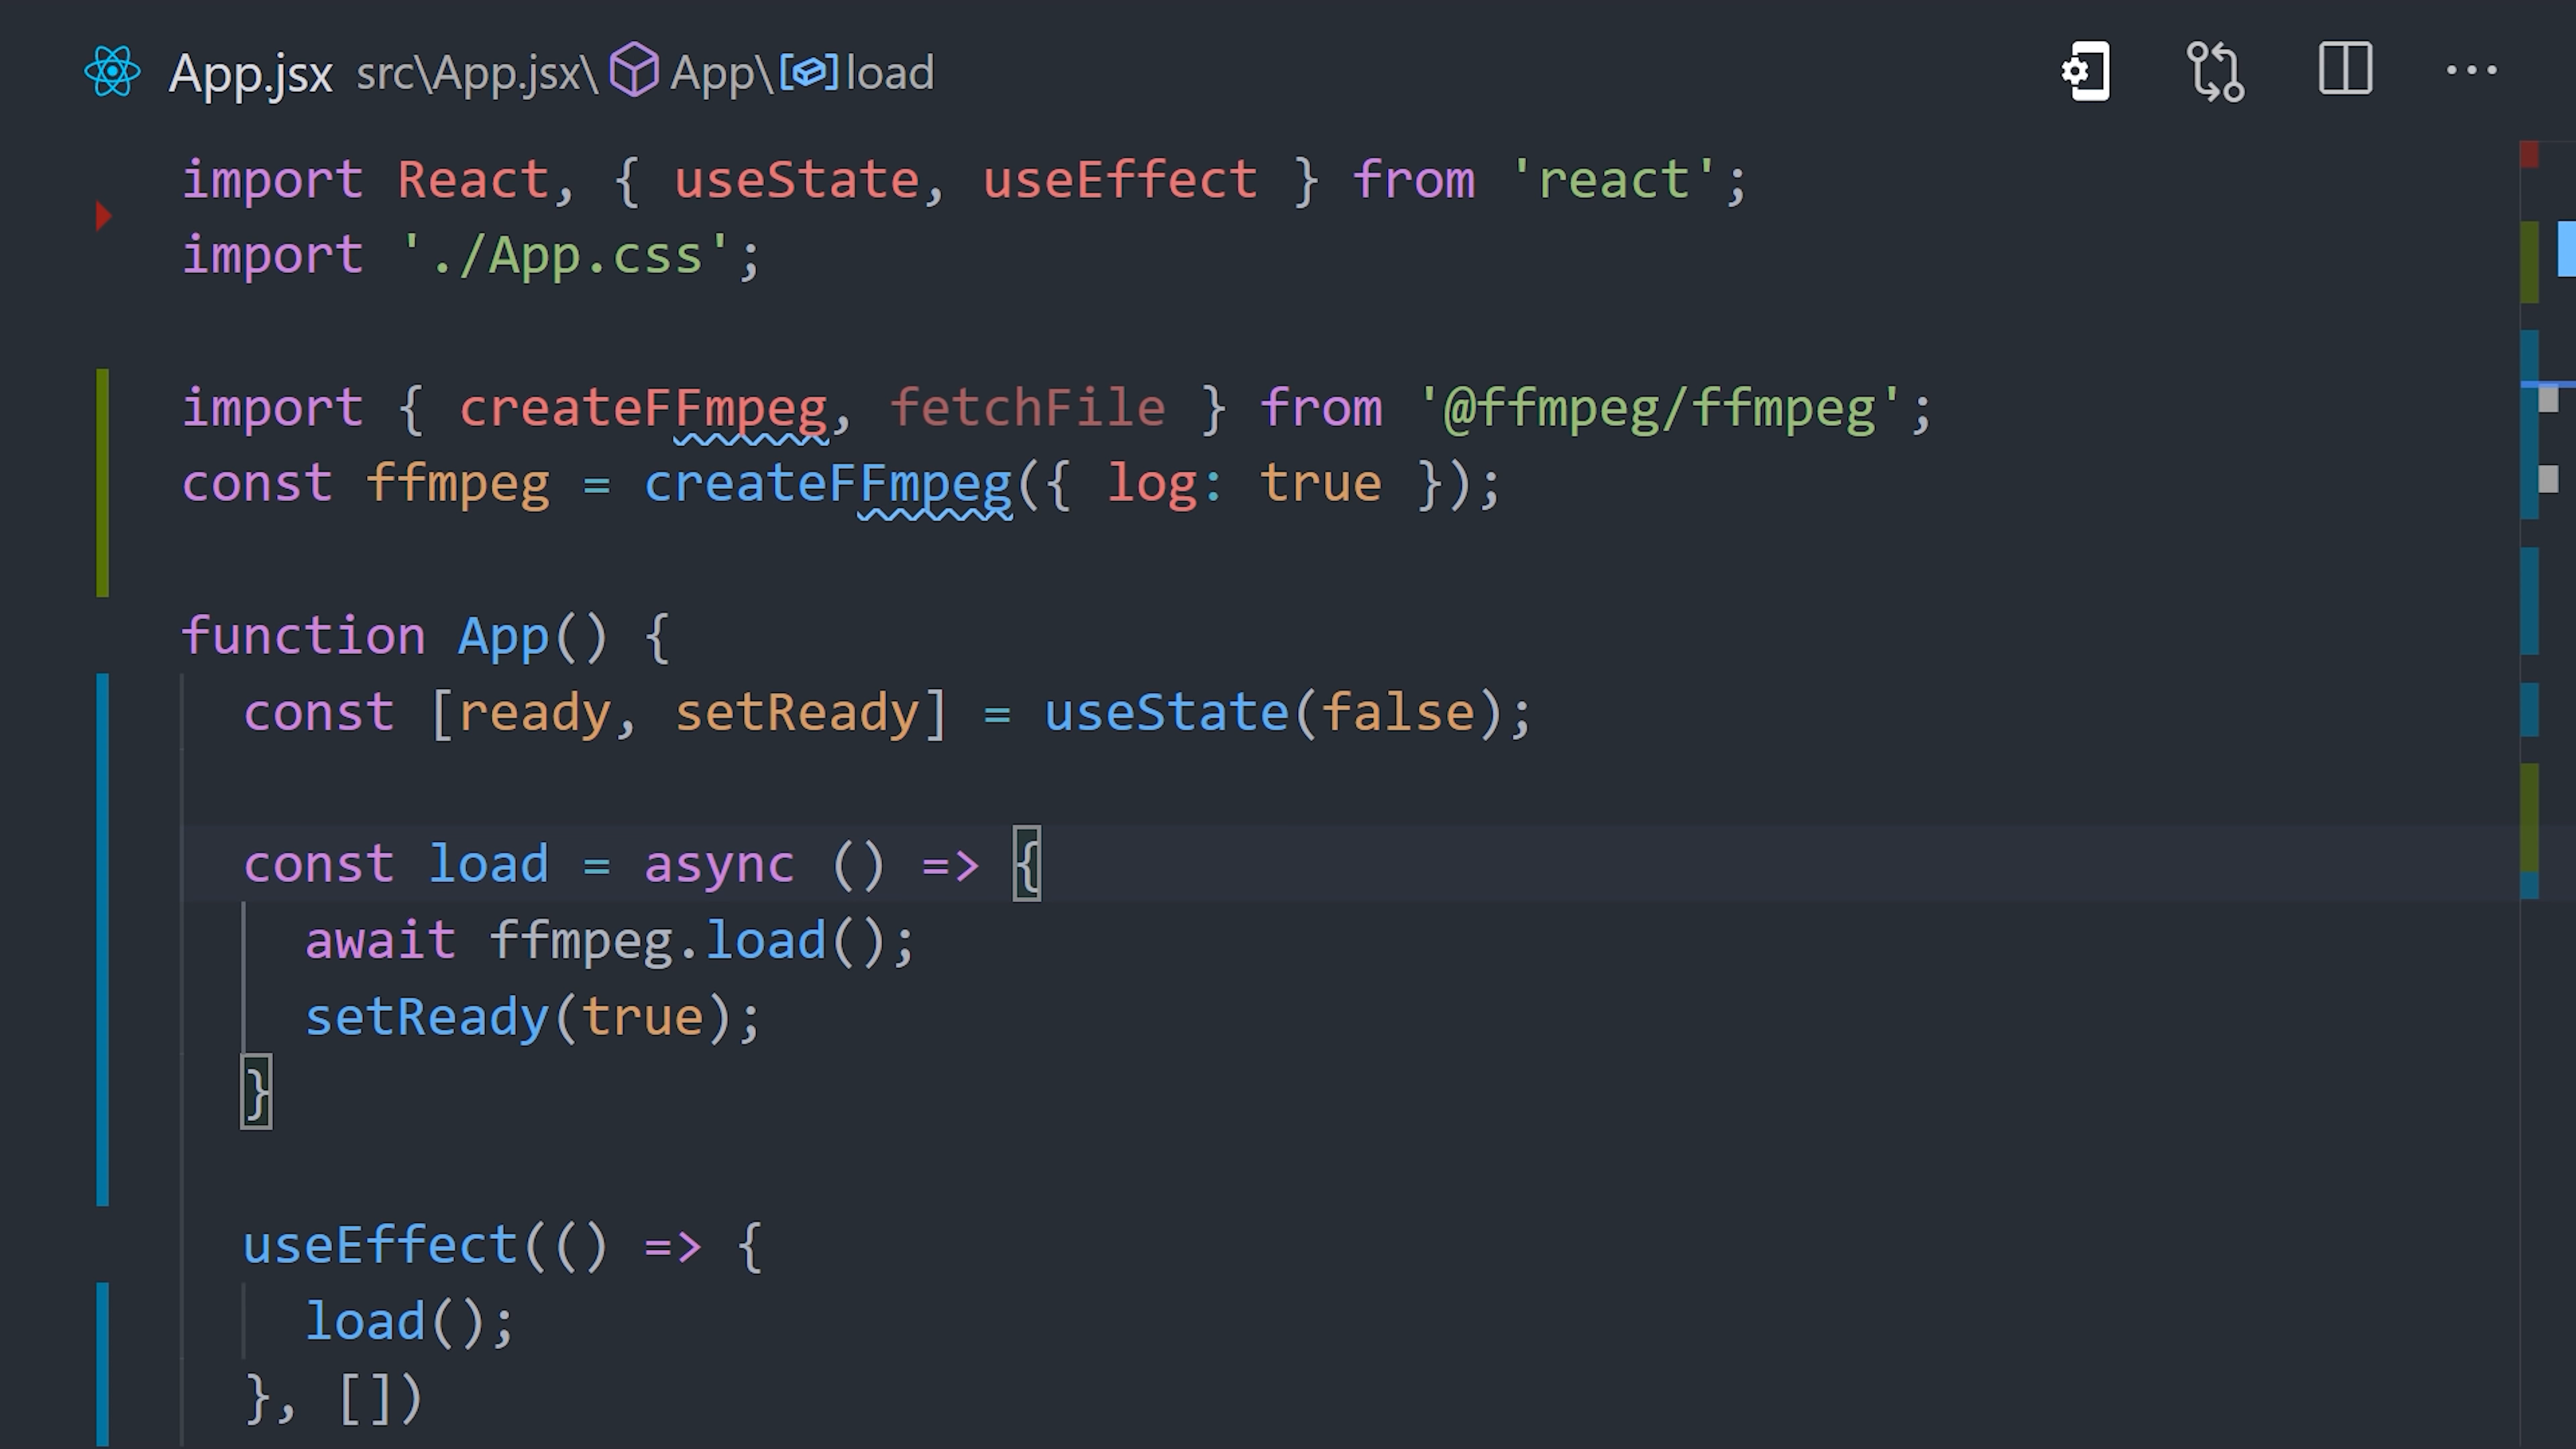 App.jsx src\App.jsx\ App\ load
import React, { useState, useEffect } from 'react';
import './App.css';
import { createFFmpeg, fetchFile } from '@ffmpeg/ffmpeg';
const ffmpeg = createFFmpeg({ log: true });
function App() {
const [ready, setReady] = useState(false);
const load = async () => {
await ffmpeg.load();
setReady(true);
}
useEffect(() => {
load();
}, [])